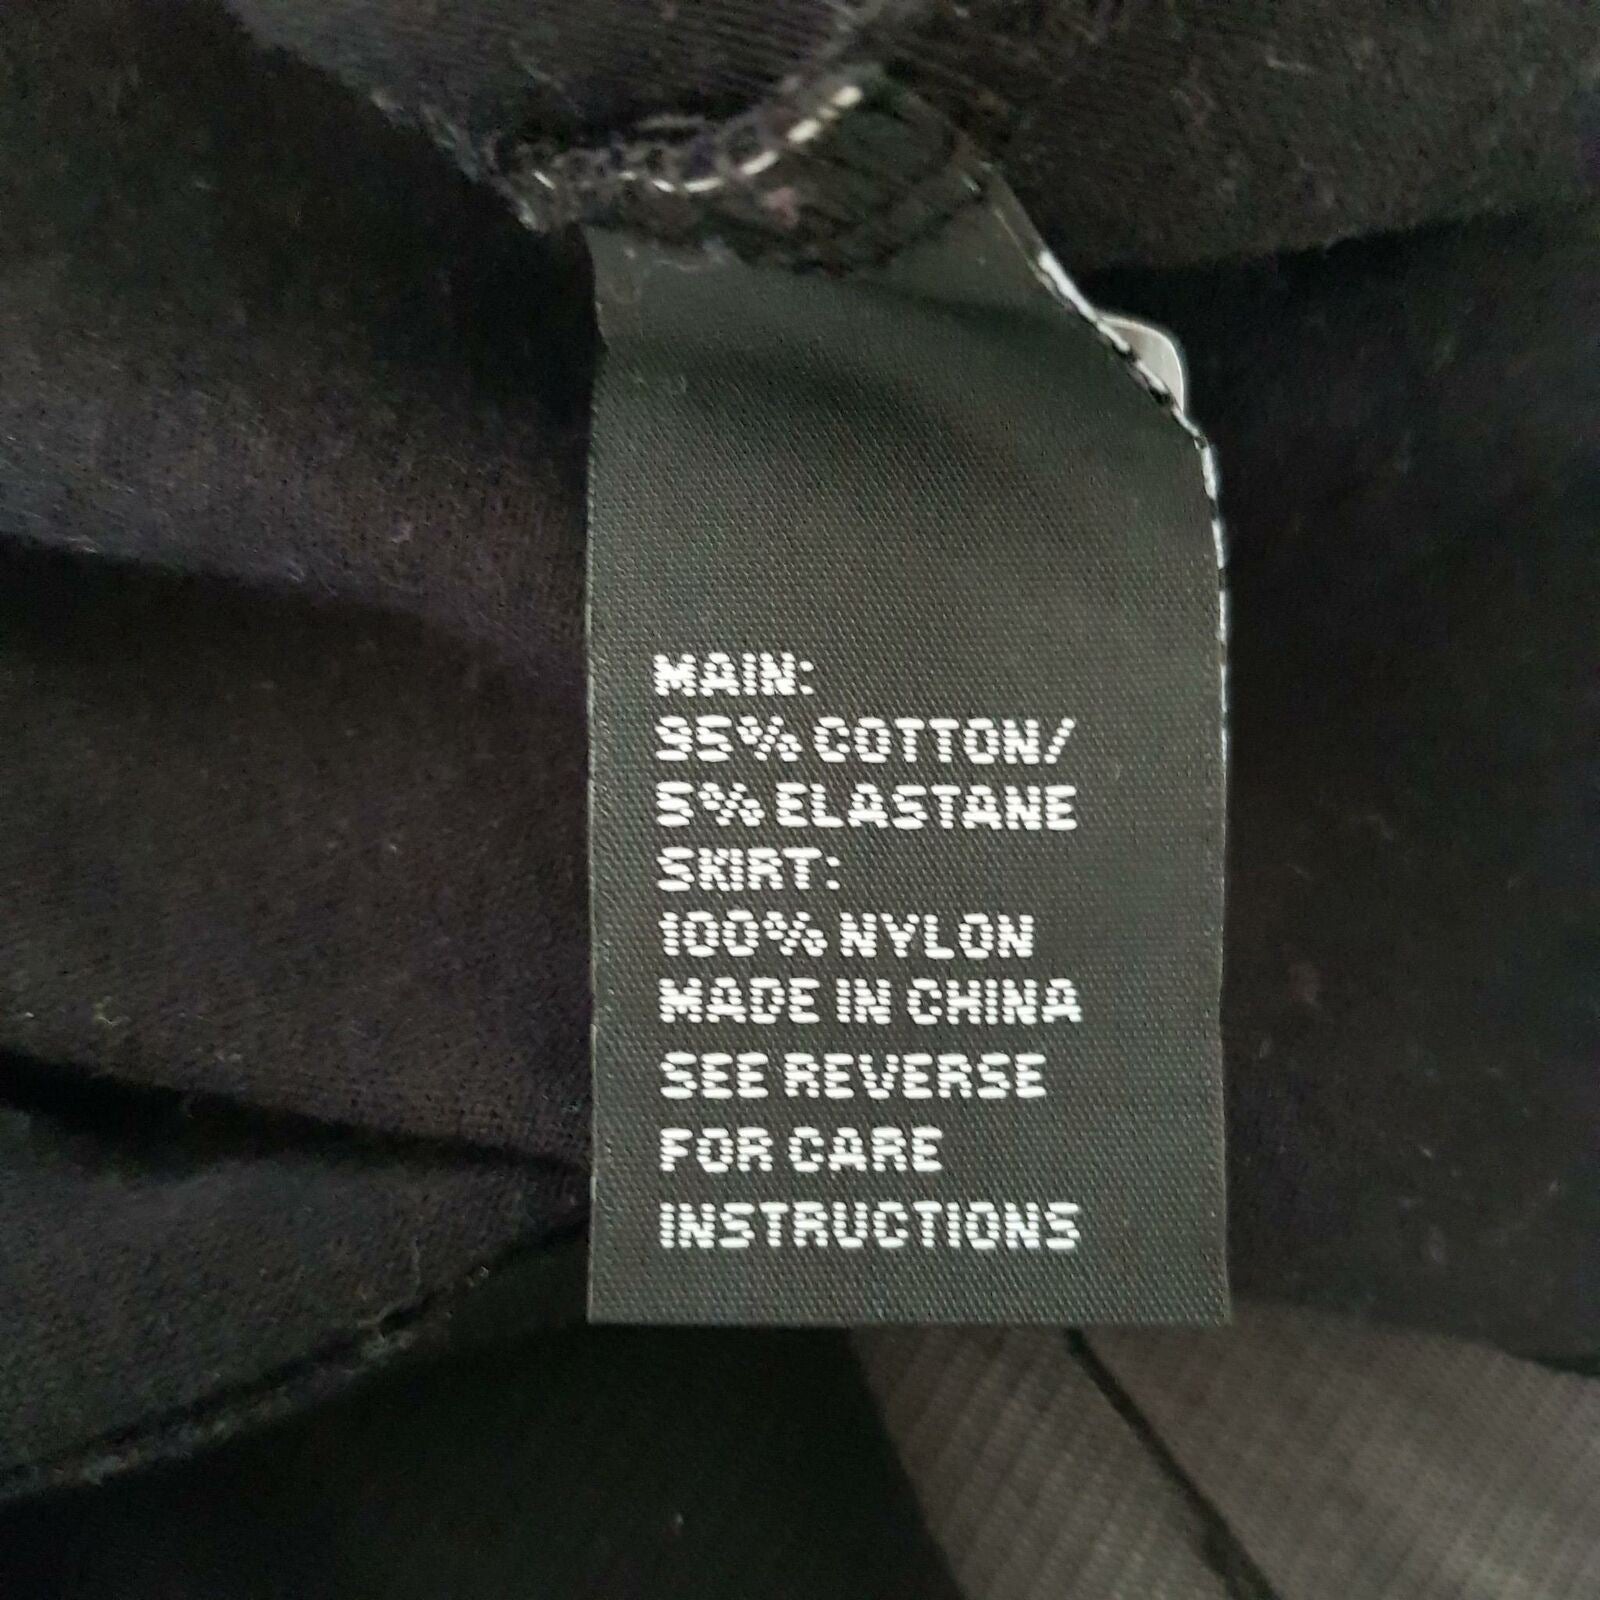 MAIN:
95% COTTON/
5% ELASTANE
SKIRT:
100% NYLON
MADE IN CHINA
SEE REVERSE
FOR CARE
INSTRUCTIONS